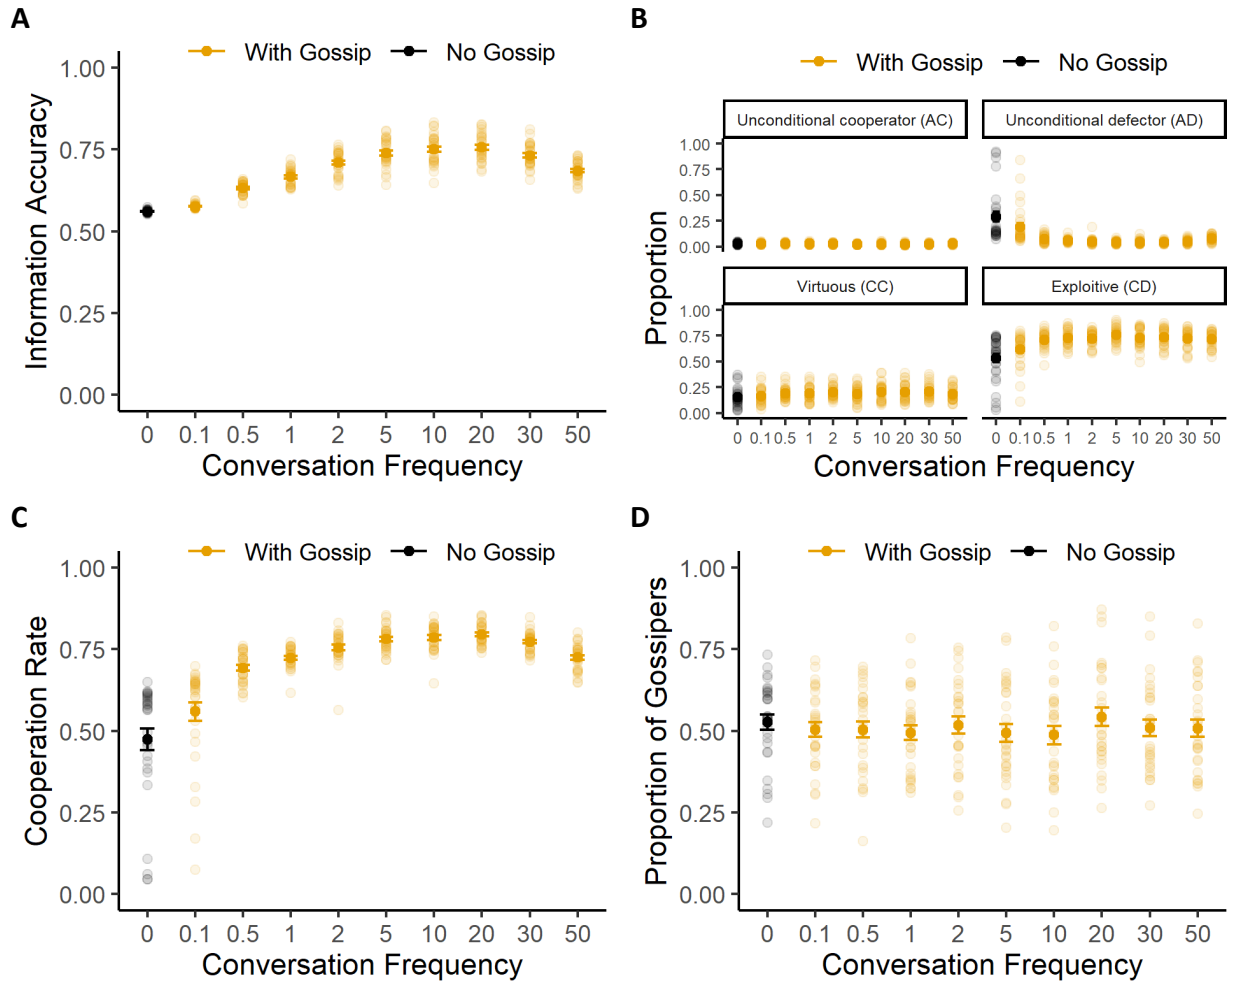 A
With Gossip No Gossip
Information Accuracy
1.00
0.75
0.50
0.25
0.00
0 0.1 0.5 1 2 5 10 20 30 50
Conversation Frequency
B
With Gossip No Gossip
Proportion
Unconditional cooperator (AC) Unconditional defector (AD)
1.00
0.75
0.50
0.25
0.00
Virtuous (CC) Exploitive (CD)
1.00
0.75
0.50
0.25
0.00
0 0.1 0.5 1 2 5 10 20 30 50 0 0.1 0.5 1 2 5 10 20 30 50
Conversation Frequency
C
With Gossip No Gossip
Cooperation Rate
1.00
0.75
0.50
0.25
0.00
0 0.1 0.5 1 2 5 10 20 30 50
Conversation Frequency
D
With Gossip No Gossip
Proportion of Gossipers
1.00
0.75
0.50
0.25
0.00
0 0.1 0.5 1 2 5 10 20 30 50
Conversation Frequency